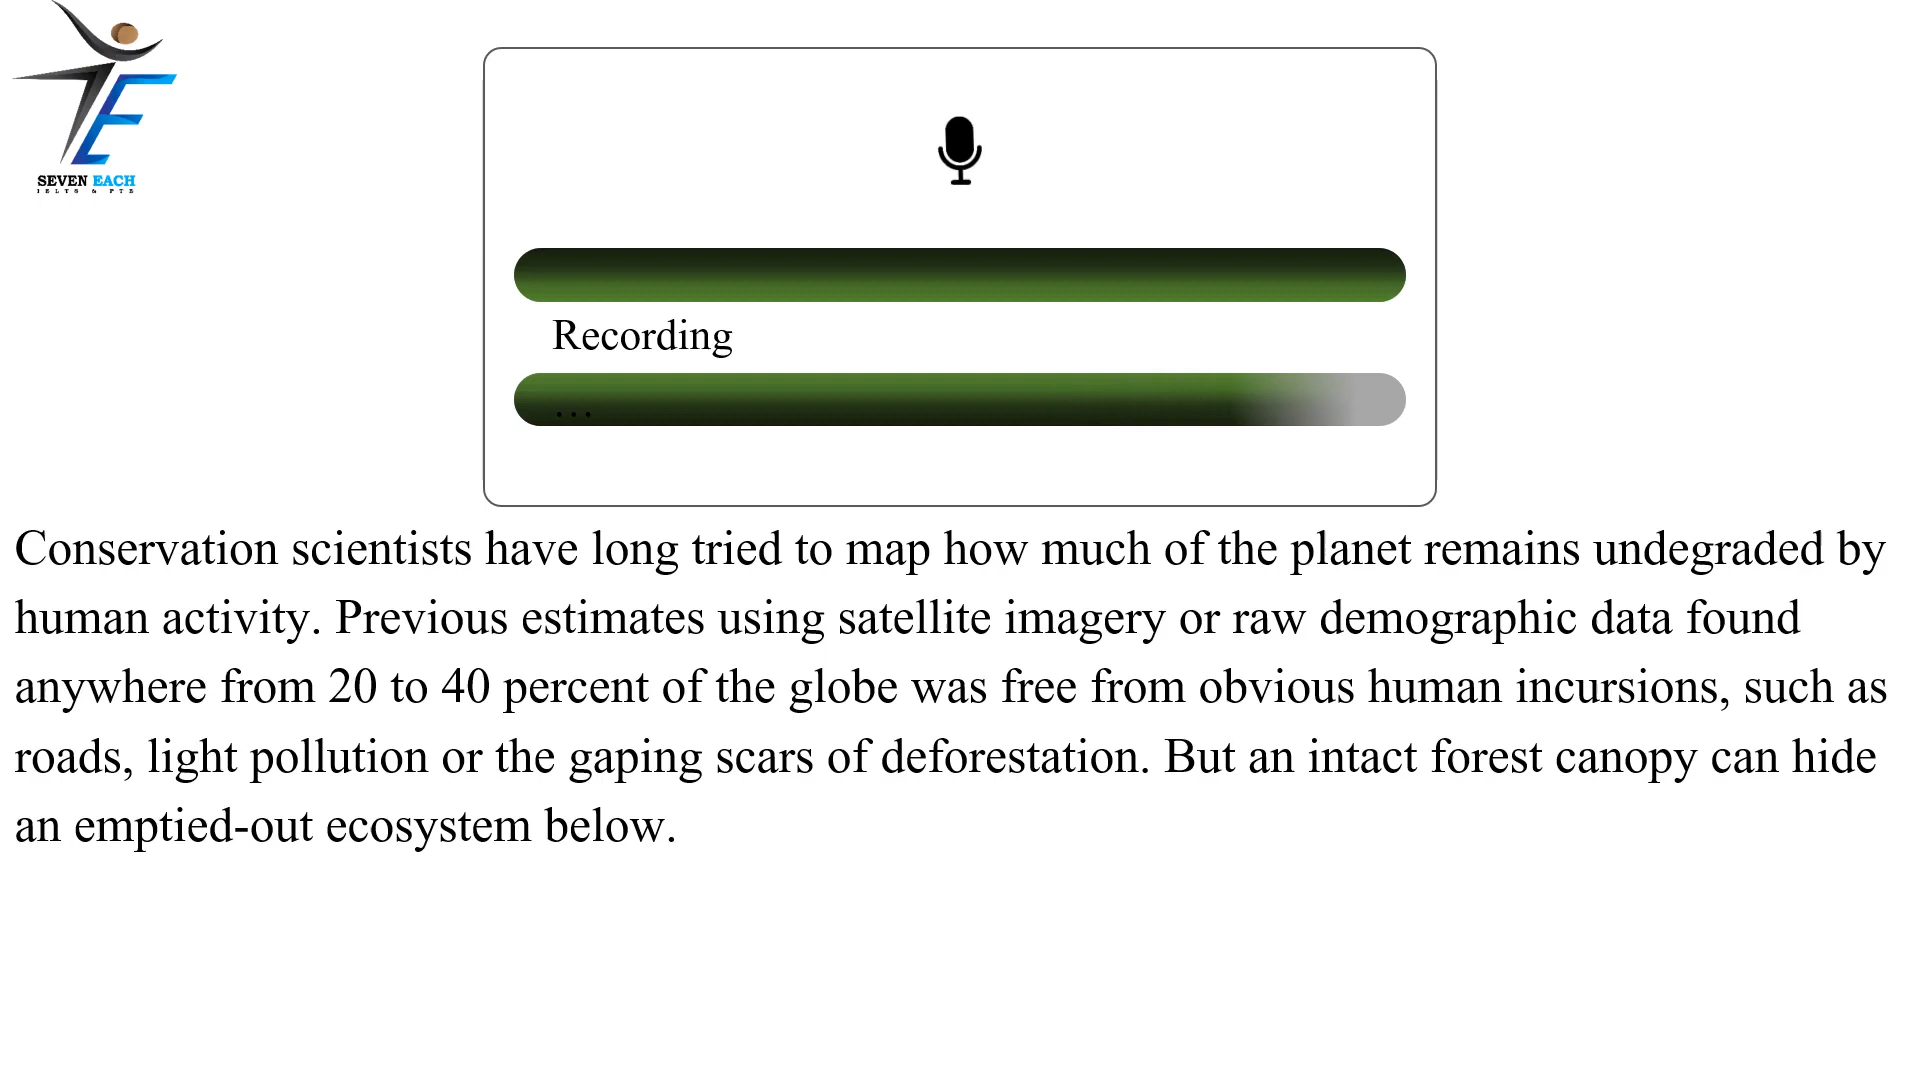 SEVEN EACH
IELTS & PTE
Recording
...
Conservation scientists have long tried to map how much of the planet remains undegraded by
human activity. Previous estimates using satellite imagery or raw demographic data found
anywhere from 20 to 40 percent of the globe was free from obvious human incursions, such as
roads, light pollution or the gaping scars of deforestation. But an intact forest canopy can hide
an emptied-out ecosystem below.